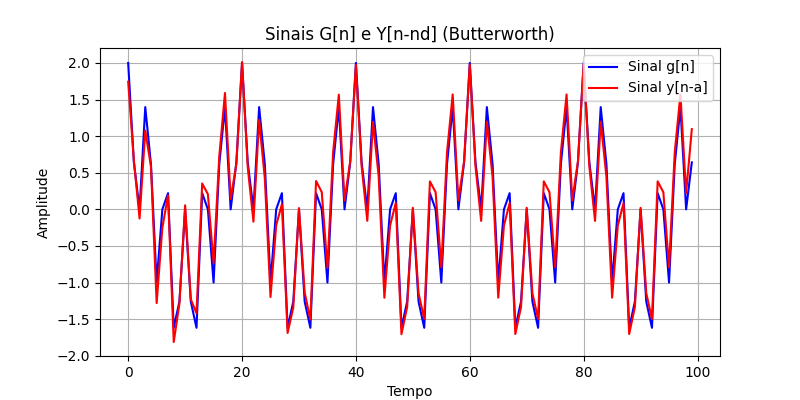 Sinais G[n] e Y[n-nd] (Butterworth)
Sinal g[n]
Sinal y[n-a]
Amplitude
2.0
1.5
1.0
0.5
0.0
−0.5
−1.0
−1.5
−2.0
0 20 40 60 80 100
Tempo